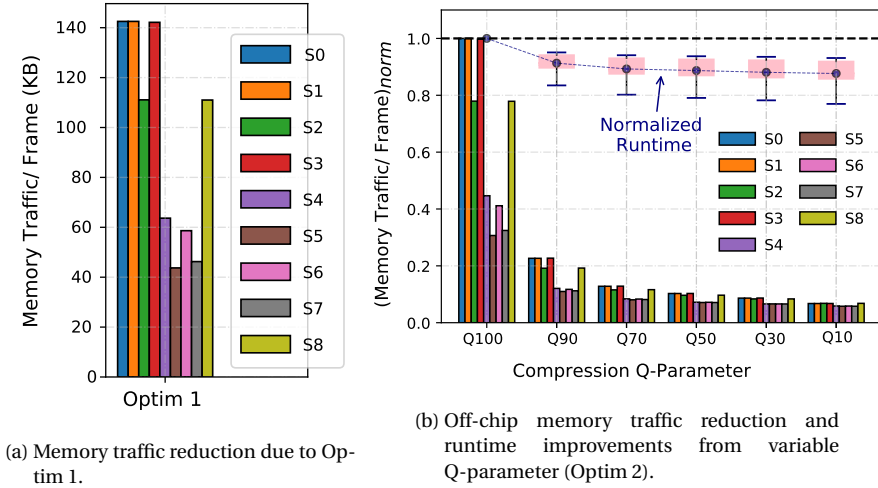 140
120
100
80
60
40
20
0
Memory Traffic/ Frame (KB)
S0
S1
S2
S3
S4
S5
S6
S7
S8
Optim 1
(a) Memory traffic reduction due to Op-
tim 1.
1.0
0.8
0.6
0.4
0.2
0.0
(Memory Traffic/ Frame)norm
Normalized
Runtime
S0
S1
S2
S3
S4
S5
S6
S7
S8
Q100 Q90 Q70 Q50 Q30 Q10
Compression Q-Parameter
(b) Off-chip memory traffic reduction and
runtime improvements from variable
Q-parameter (Optim 2).